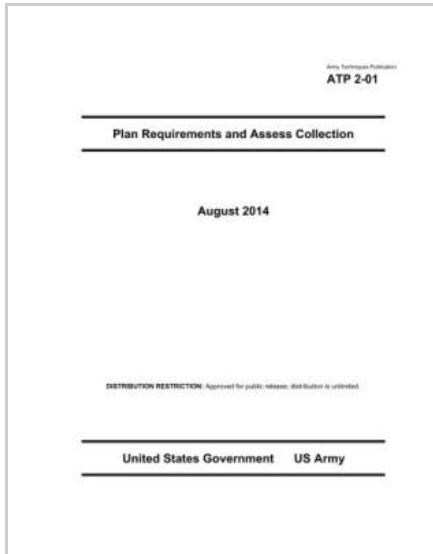 Army Techniques Publication
ATP 2-01
Plan Requirements and Assess Collection
August 2014
DISTRIBUTION RESTRICTION: Approved for public release; distribution is unlimited.
United States Government US Army